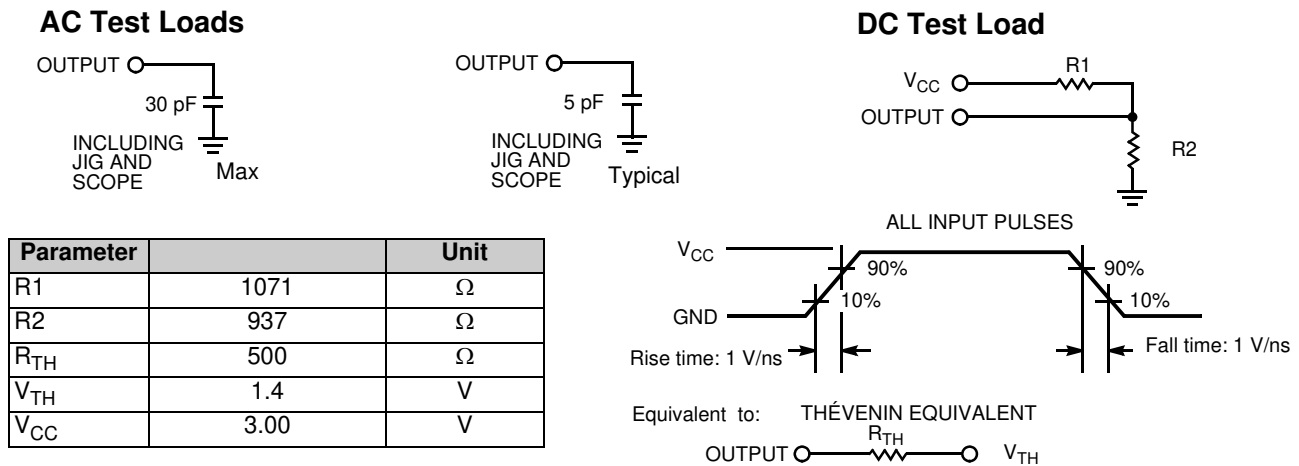 AC Test Loads
OUTPUT
30 pF
INCLUDING
JIG AND
SCOPE
Max
OUTPUT
5 pF
INCLUDING
JIG AND
SCOPE
Typical
DC Test Load
VCC
R1
OUTPUT
R2
Parameter Unit
R1 1071 Ω
R2 937 Ω
RTH 500 Ω
VTH 1.4 V
VCC 3.00 V
ALL INPUT PULSES
VCC
90%
10%
GND
90%
10%
Rise time: 1 V/ns
Fall time: 1 V/ns
Equivalent to: THÉVENIN EQUIVALENT
RTH
OUTPUT VTH